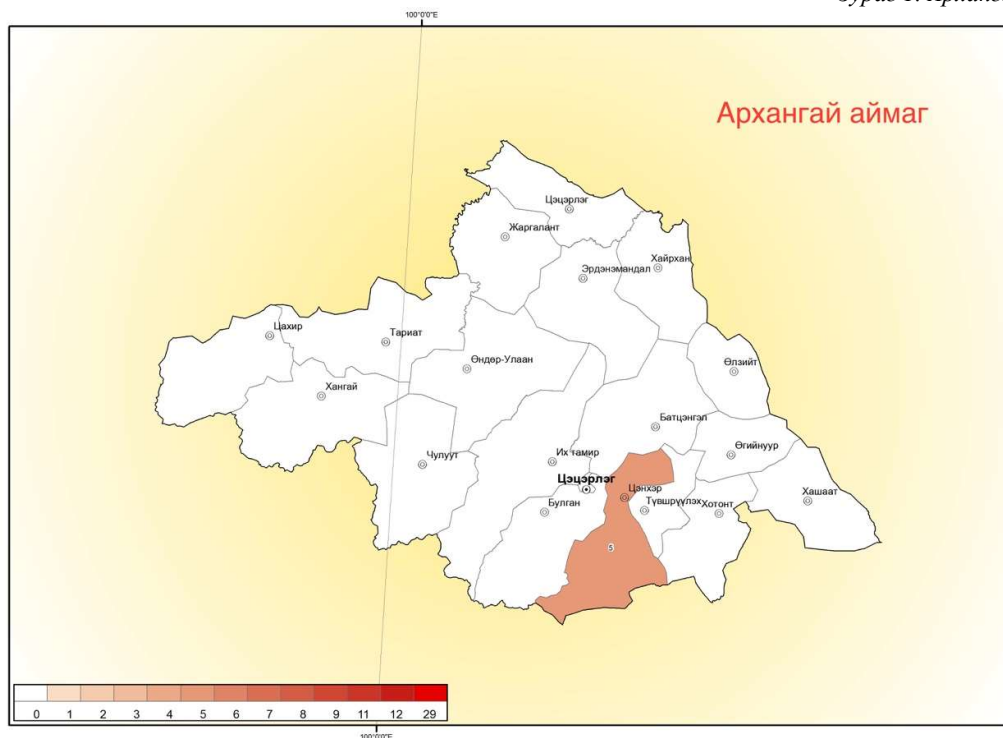 100°0'0"E
Архангай аймаг
Цэцэрлэг
Жаргалант
Хайрхан
Эрдэнэмандал
Цахир
Тариат
Өндөр-Улаан
Өлзийт
Хангай
Батцэнгэл
Чулуут
Их тамир
Өгийнуур
Цэцэрлэг
Цэнхэр
Булган
Түвшрүүлэх
Хотонт
Хашаат
5
0 1 2 3 4 5 6 7 8 9 11 12 29
100°0'0"E